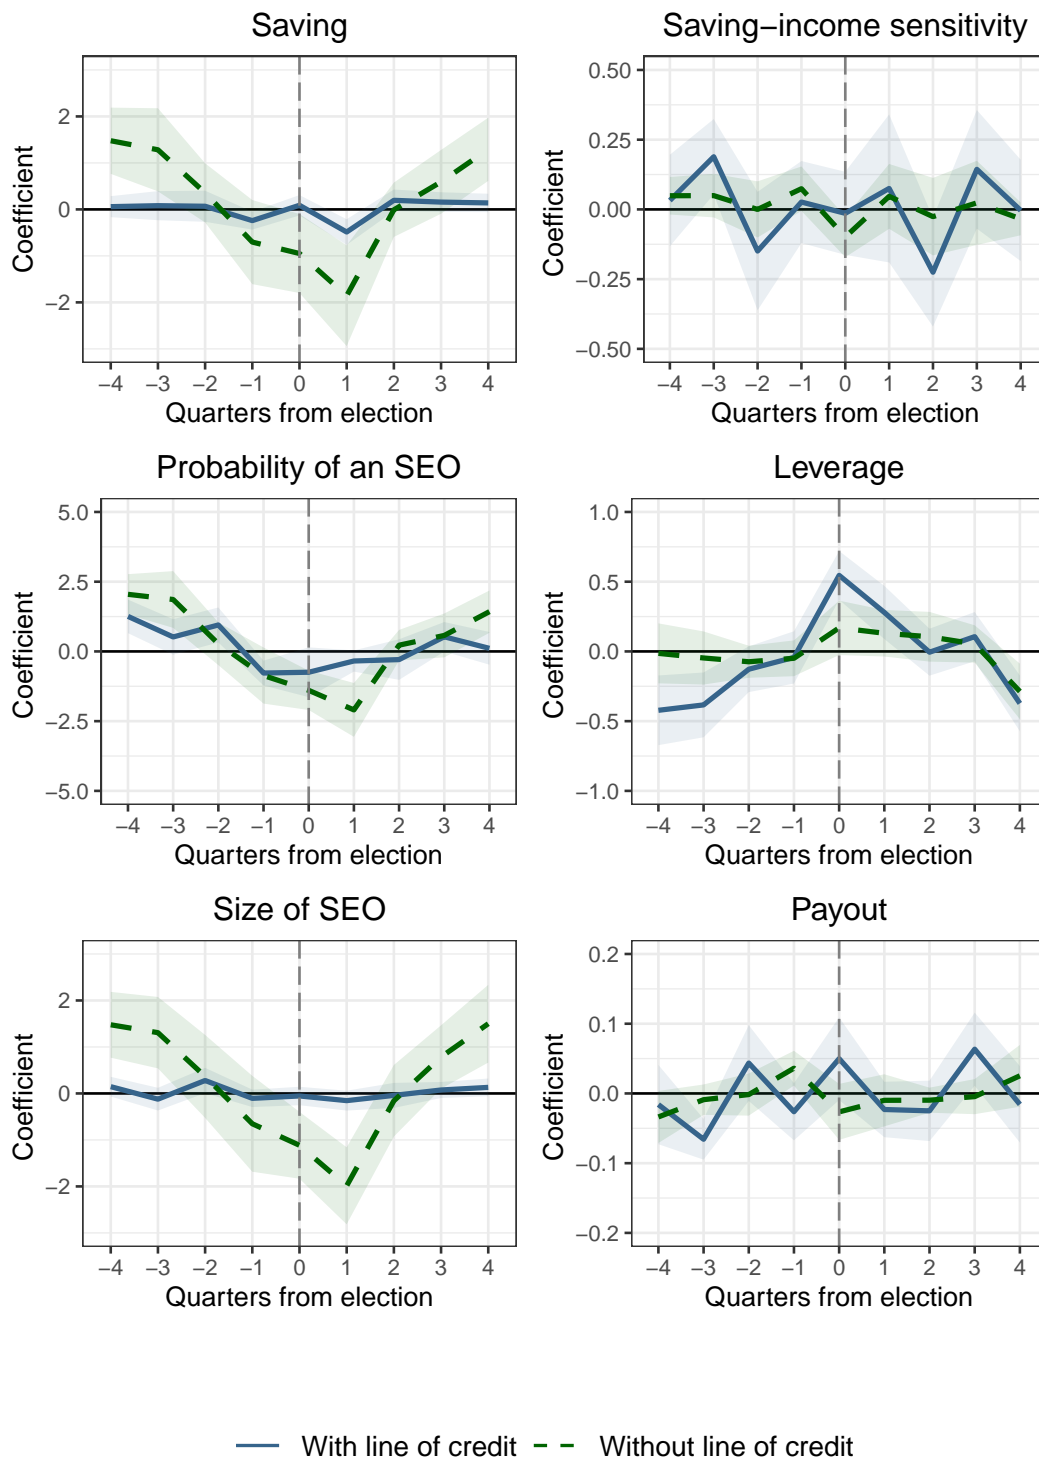 Saving
Coefficient
2
0
−2
−4 −3 −2 −1 0 1 2 3 4
Quarters from election
Saving−income sensitivity
Coefficient
0.50
0.25
0.00
−0.25
−0.50
−4 −3 −2 −1 0 1 2 3 4
Quarters from election
Probability of an SEO
Coefficient
5.0
2.5
0.0
−2.5
−5.0
−4 −3 −2 −1 0 1 2 3 4
Quarters from election
Leverage
Coefficient
1.0
0.5
0.0
−0.5
−1.0
−4 −3 −2 −1 0 1 2 3 4
Quarters from election
Size of SEO
Coefficient
2
0
−2
−4 −3 −2 −1 0 1 2 3 4
Quarters from election
Payout
Coefficient
0.2
0.1
0.0
−0.1
−0.2
−4 −3 −2 −1 0 1 2 3 4
Quarters from election
With line of credit Without line of credit